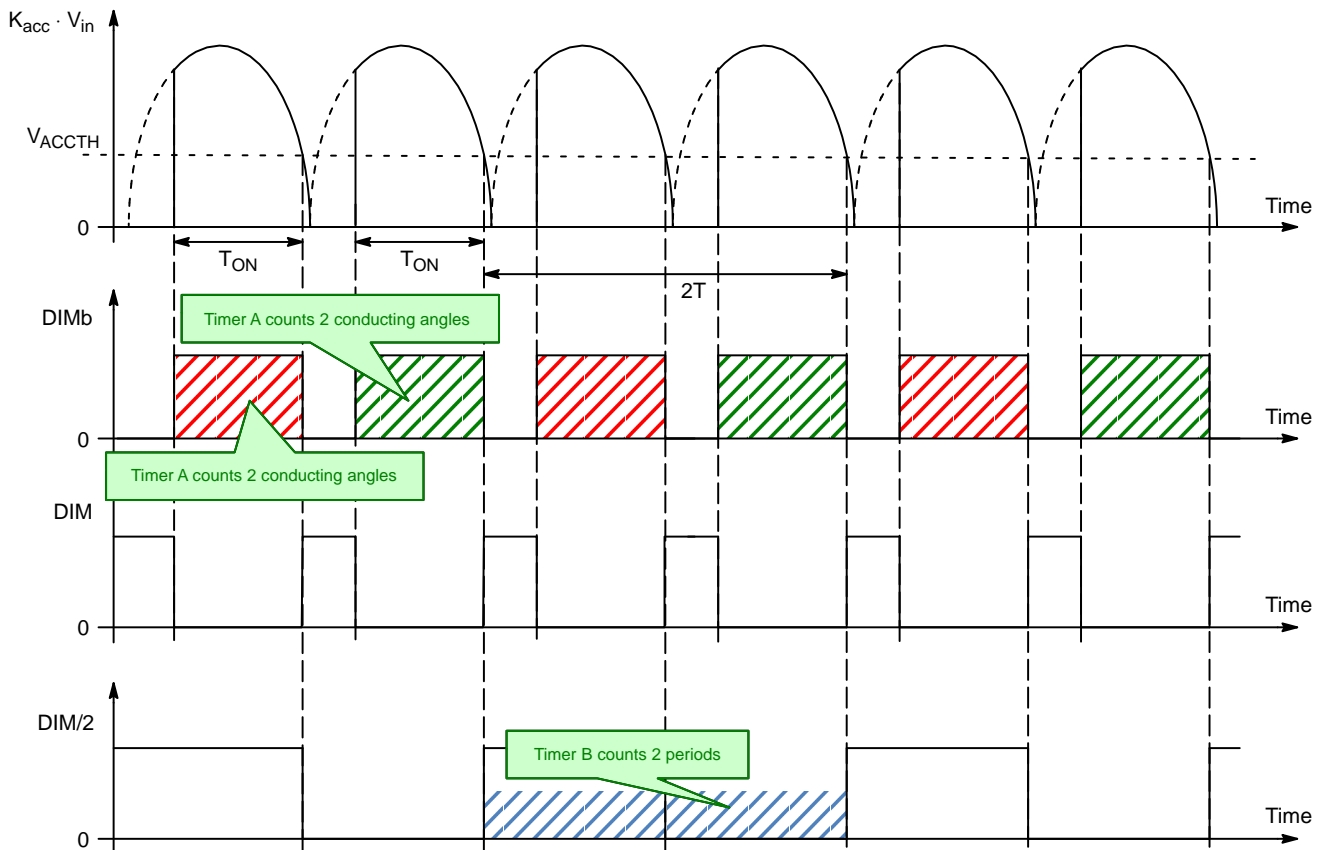 Kacc · Vin
VACCTH
0
Time
TON
TON
2T
DIMb
Timer A counts 2 conducting angles
Time
0
Timer A counts 2 conducting angles
DIM
Time
0
DIM/2
Timer B counts 2 periods
Time
0